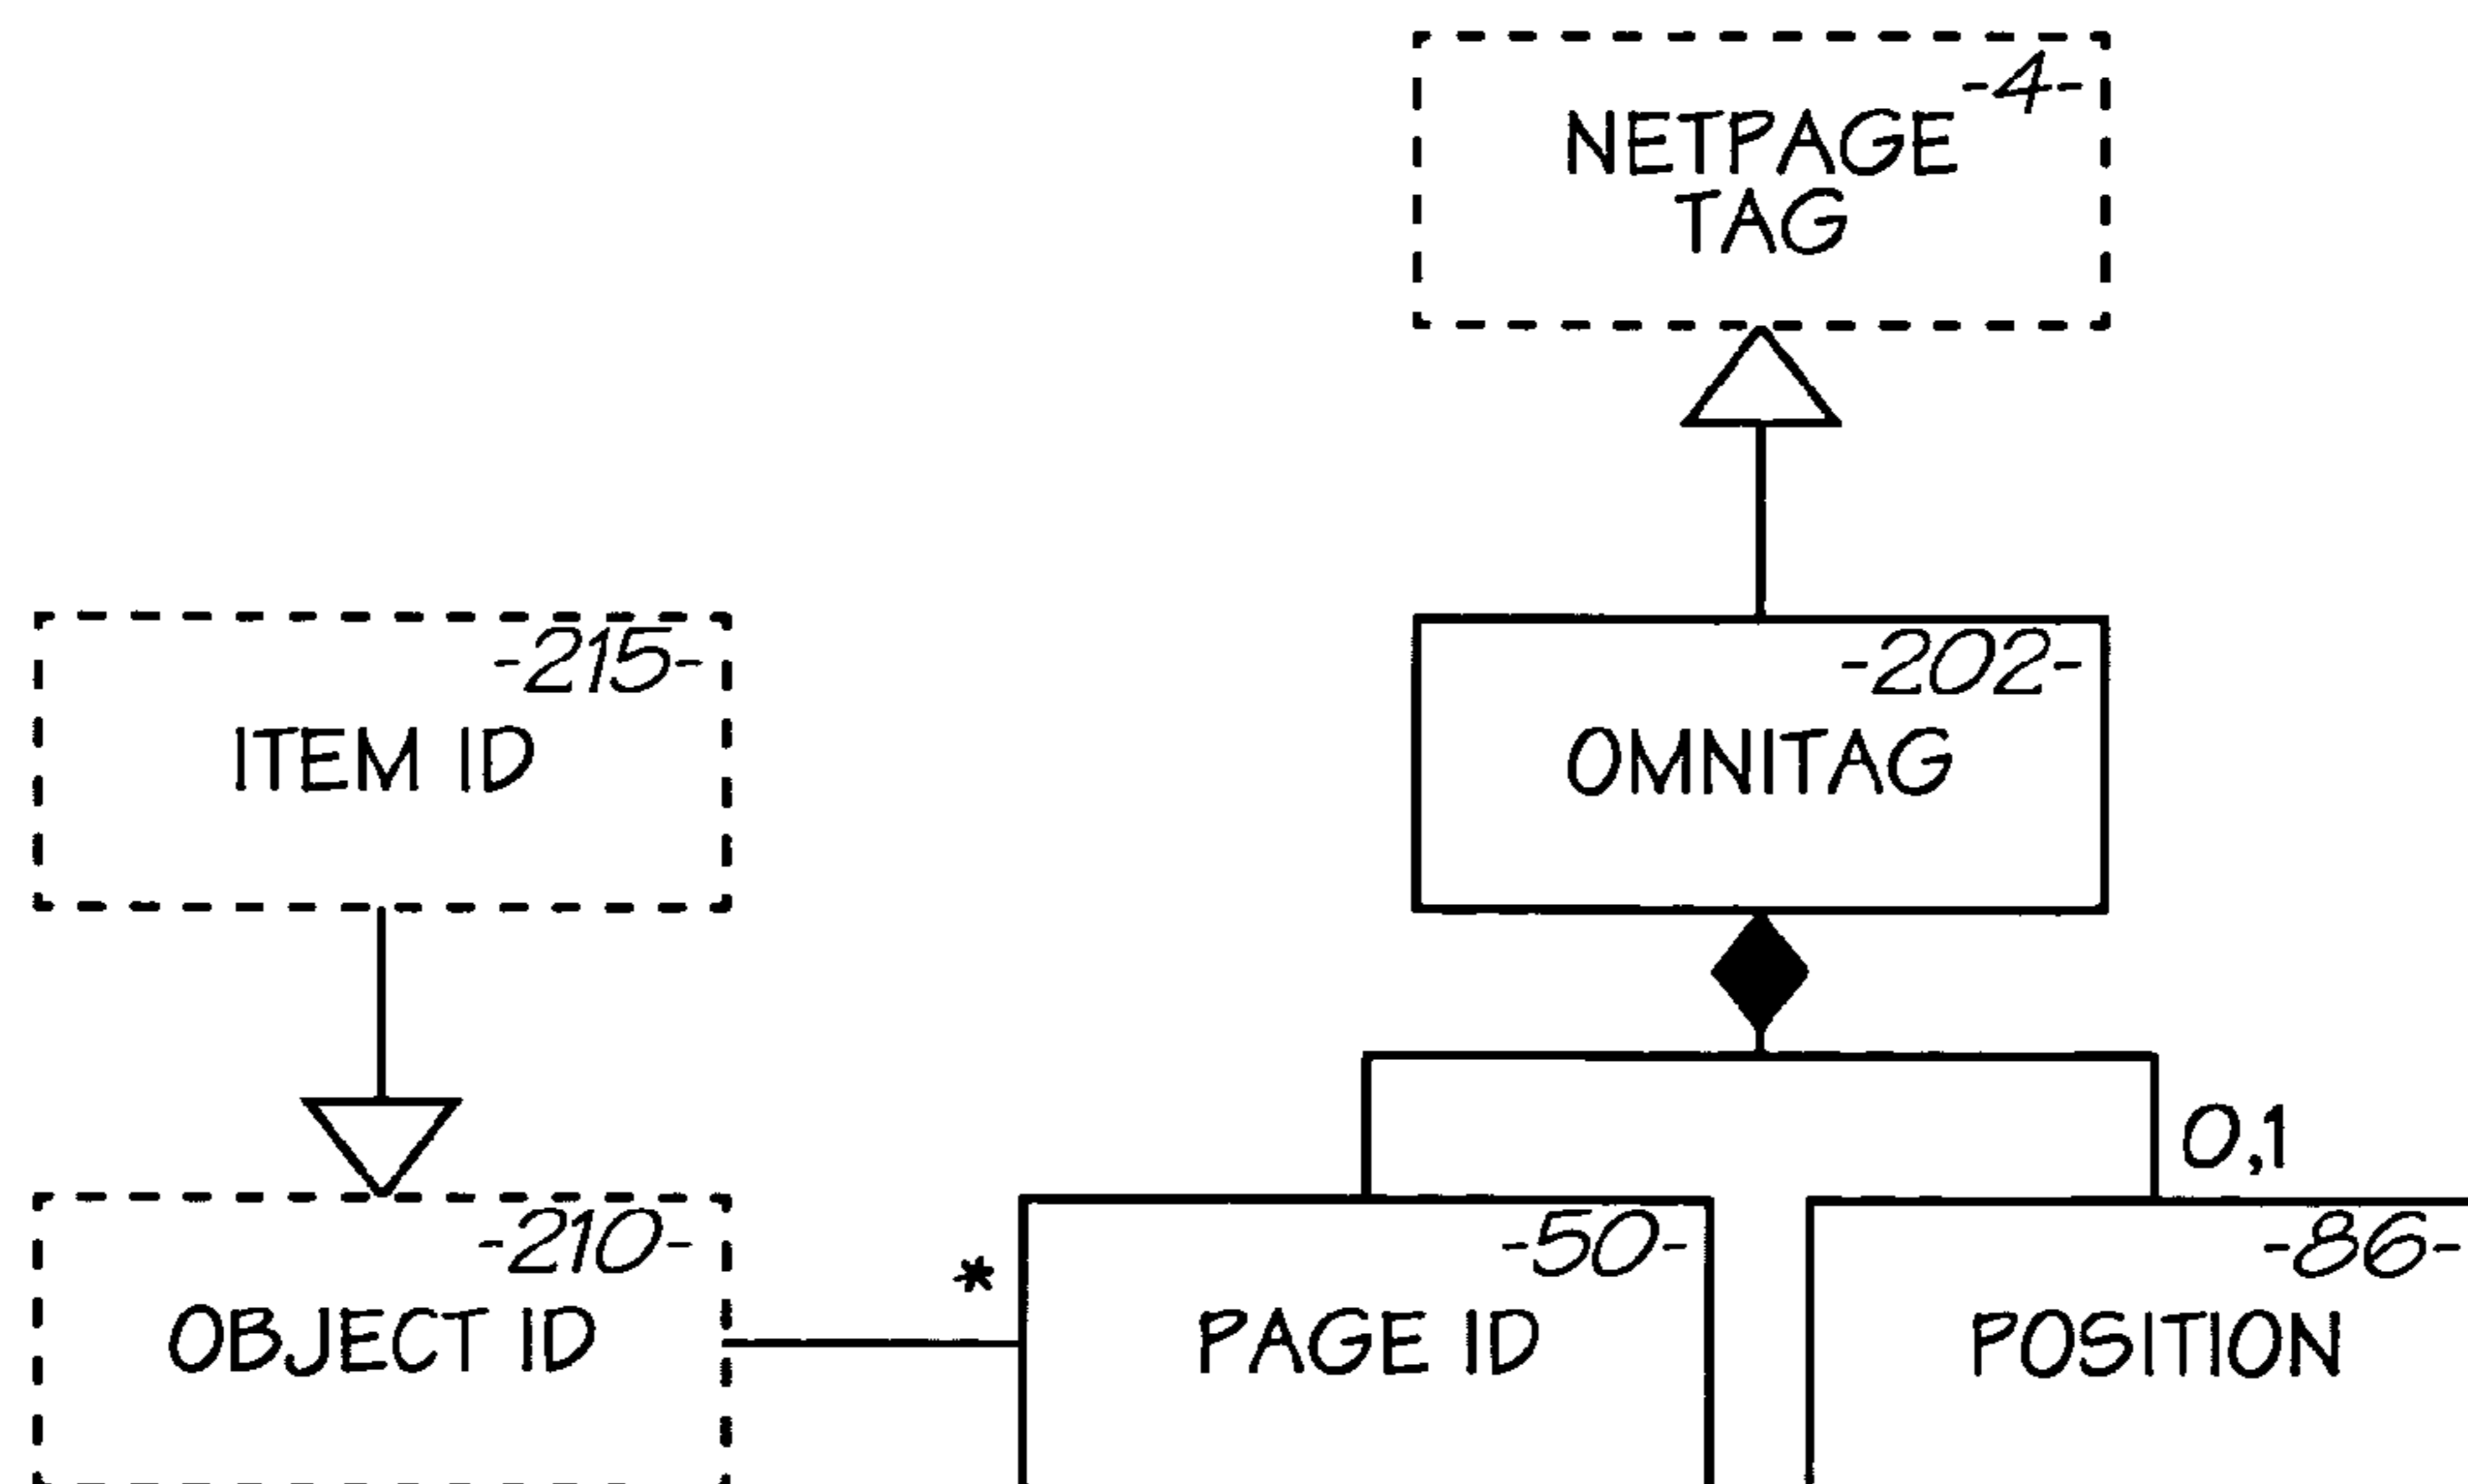 -4-
NETPAGE
TAG
-215-
ITEM ID
-202-
OMNITAG
0,1
-210-
OBJECT ID
*
-50-
PAGE ID
-86-
POSITION